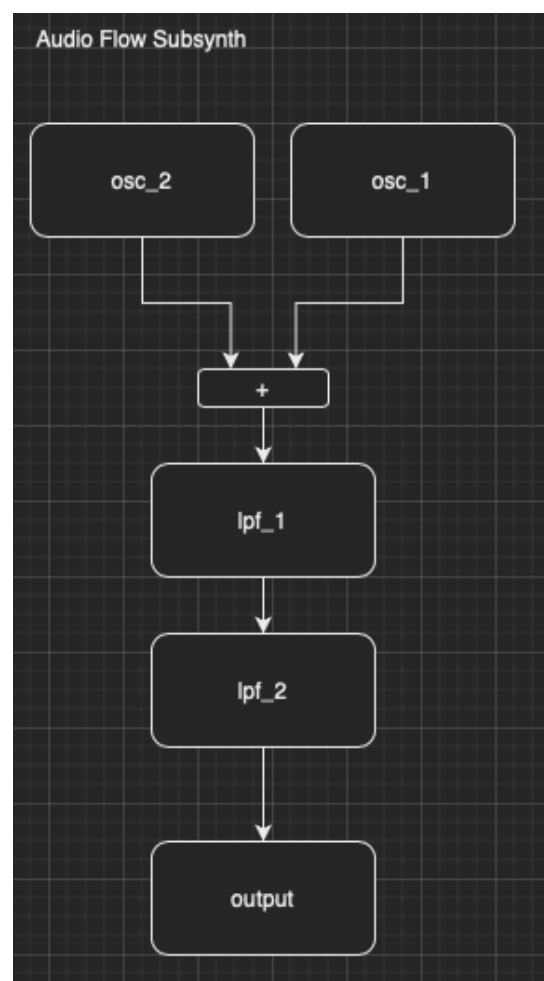 Audio Flow Subsynth
osc_2
osc_1
+
lpf_1
lpf_2
output